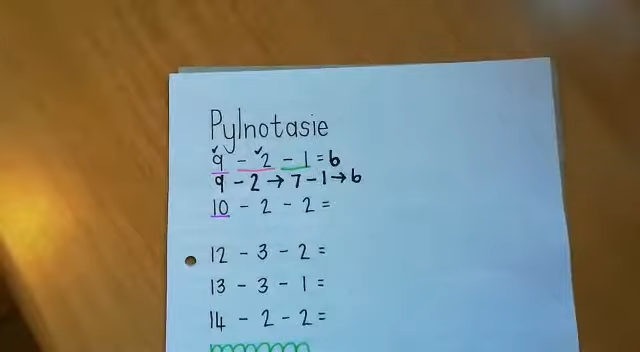 Pylnotasie
9 - 2 - 1 = 6
9 - 2 → 7 - 1 → 6
10 - 2 - 2 =
12 - 3 - 2 =
13 - 3 - 1 =
14 - 2 - 2 =